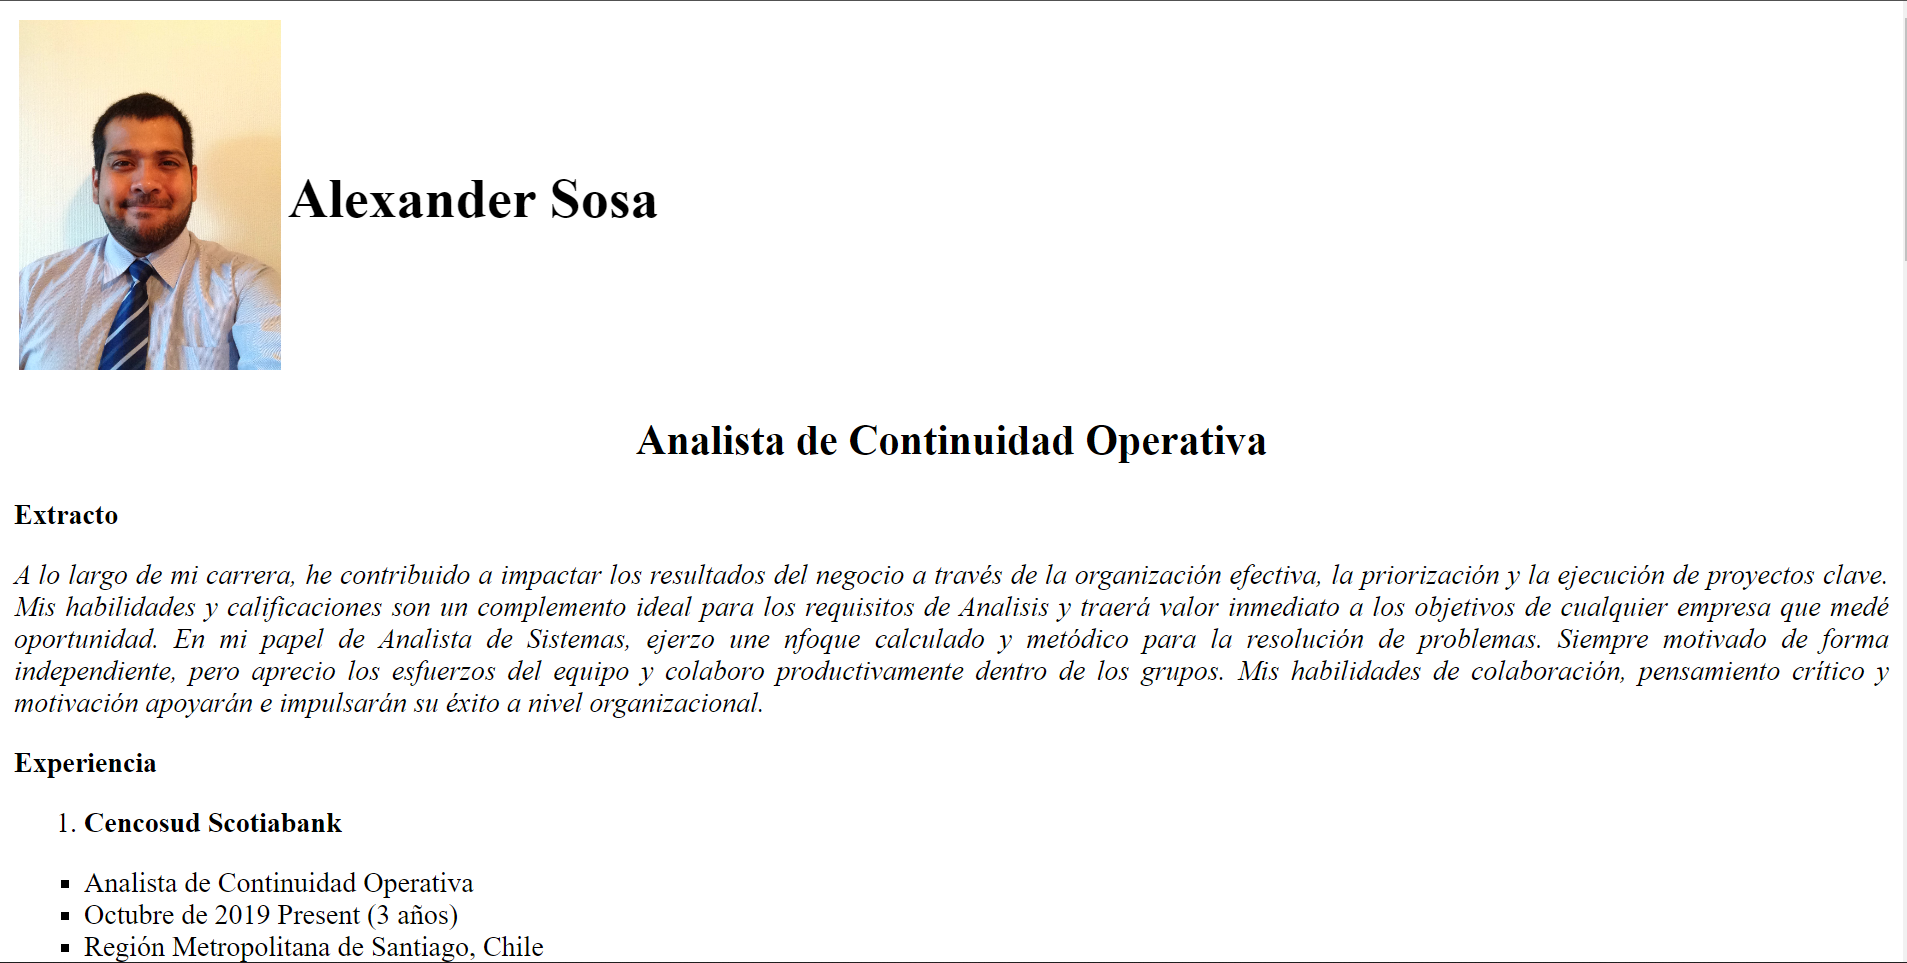 Alexander Sosa
Analista de Continuidad Operativa
Extracto
A lo largo de mi carrera, he contribuido a impactar los resultados del negocio a través de la organización efectiva, la priorización y la ejecución de proyectos clave.
Mis habilidades y calificaciones son un complemento ideal para los requisitos de Analisis y traerá valor inmediato a los objetivos de cualquier empresa que medé
oportunidad. En mi papel de Analista de Sistemas, ejerzo une nfoque calculado y metódico para la resolución de problemas. Siempre motivado de forma
independiente, pero aprecio los esfuerzos del equipo y colaboro productivamente dentro de los grupos. Mis habilidades de colaboración, pensamiento crítico y
motivación apoyarán e impulsarán su éxito a nivel organizacional.
Experiencia
1. Cencosud Scotiabank
▪ Analista de Continuidad Operativa
▪ Octubre de 2019 Present (3 años)
▪ Región Metropolitana de Santiago, Chile